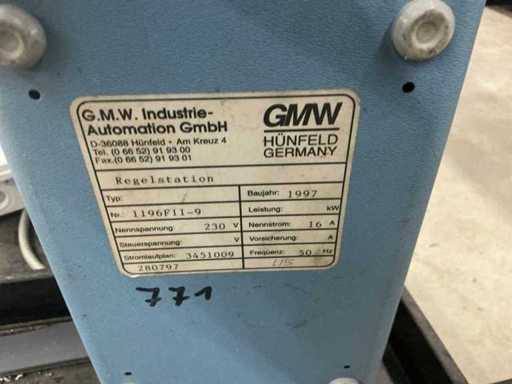 G.M.W. Industrie-
Automation GmbH
D-36088 Hünfeld • Am Kreuz 4
Tel.(0 66 52) 91 93 00
Fax.(0 66 52) 91 93 01
GMW
HÜNFELD
GERMANY
Regelstation
Typ:
Baujahr: 1997
Nr.: 1196F11-9
Leistung: kW
Nennspannung: 230 V
Nennstrom: 16 A
Steuerspannung: V
Vorsicherung: A
Stromlaufplan: 3451009
Frequenz: 50 Hz
280797
771